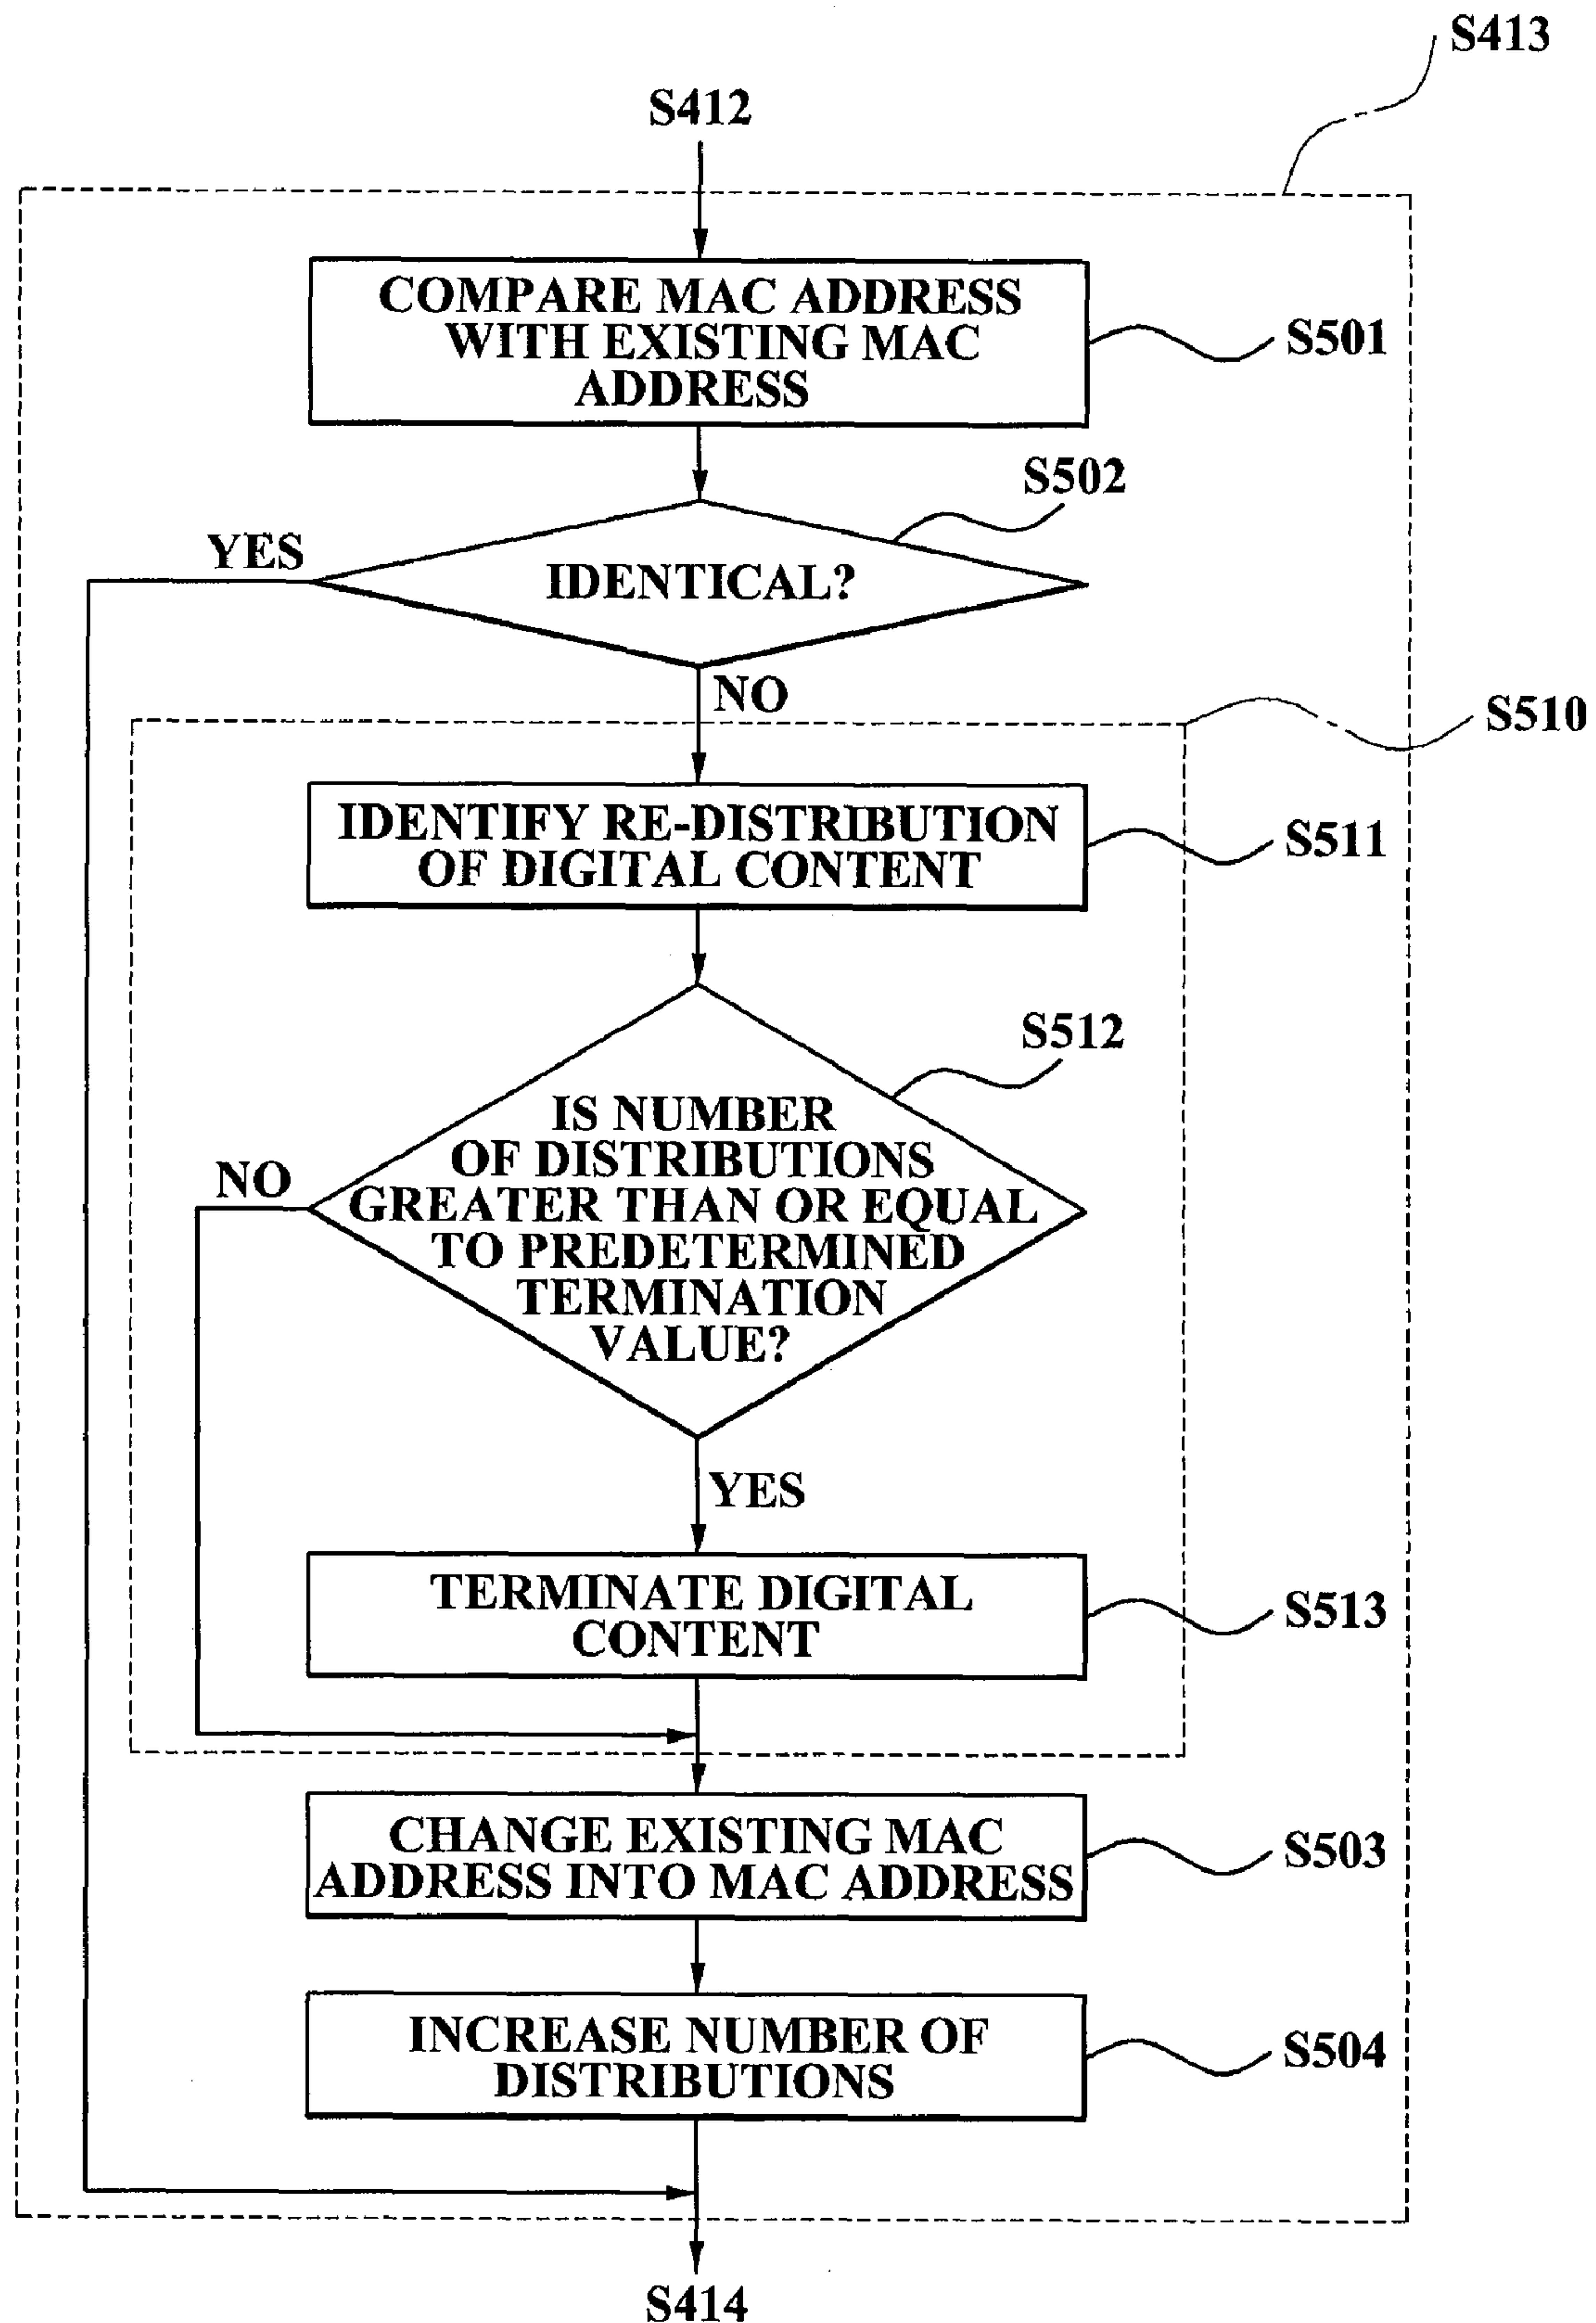 S413
S412
COMPARE MAC ADDRESS
WITH EXISTING MAC
ADDRESS
S501
S502
YES
IDENTICAL?
NO
S510
IDENTIFY RE-DISTRIBUTION
OF DIGITAL CONTENT
S511
S512
IS NUMBER
OF DISTRIBUTIONS
GREATER THAN OR EQUAL
TO PREDETERMINED
TERMINATION
VALUE?
NO
YES
TERMINATE DIGITAL
CONTENT
S513
CHANGE EXISTING MAC
ADDRESS INTO MAC ADDRESS
S503
INCREASE NUMBER OF
DISTRIBUTIONS
S504
S414